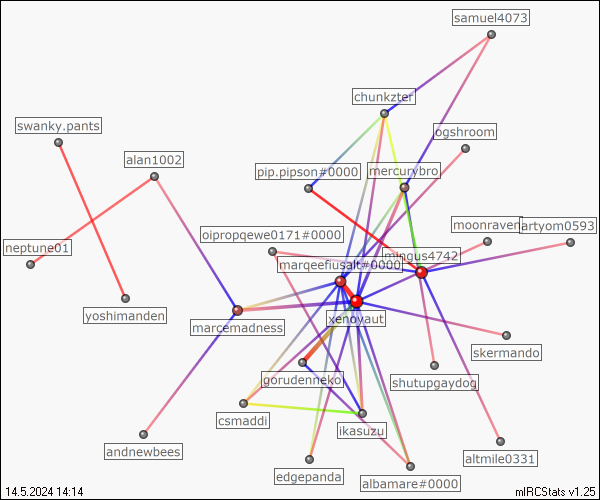 samuel4073
chunkzter
swanky.pants
ogshroom
alan1002
pip.pipson#0000
mercurybro
moonraven
artyom0593
oipropqewe0171#0000
neptune01
mingus4742
marqeefiusalt#0000
yoshimanden
xenoyaut
marcemadness
skermando
gorudenneko
shutupgaydog
csmaddi
ikasuzu
andnewbees
altmile0331
edgepanda
albamare#0000
14.5.2024 14:14
mIRCStats v1.25